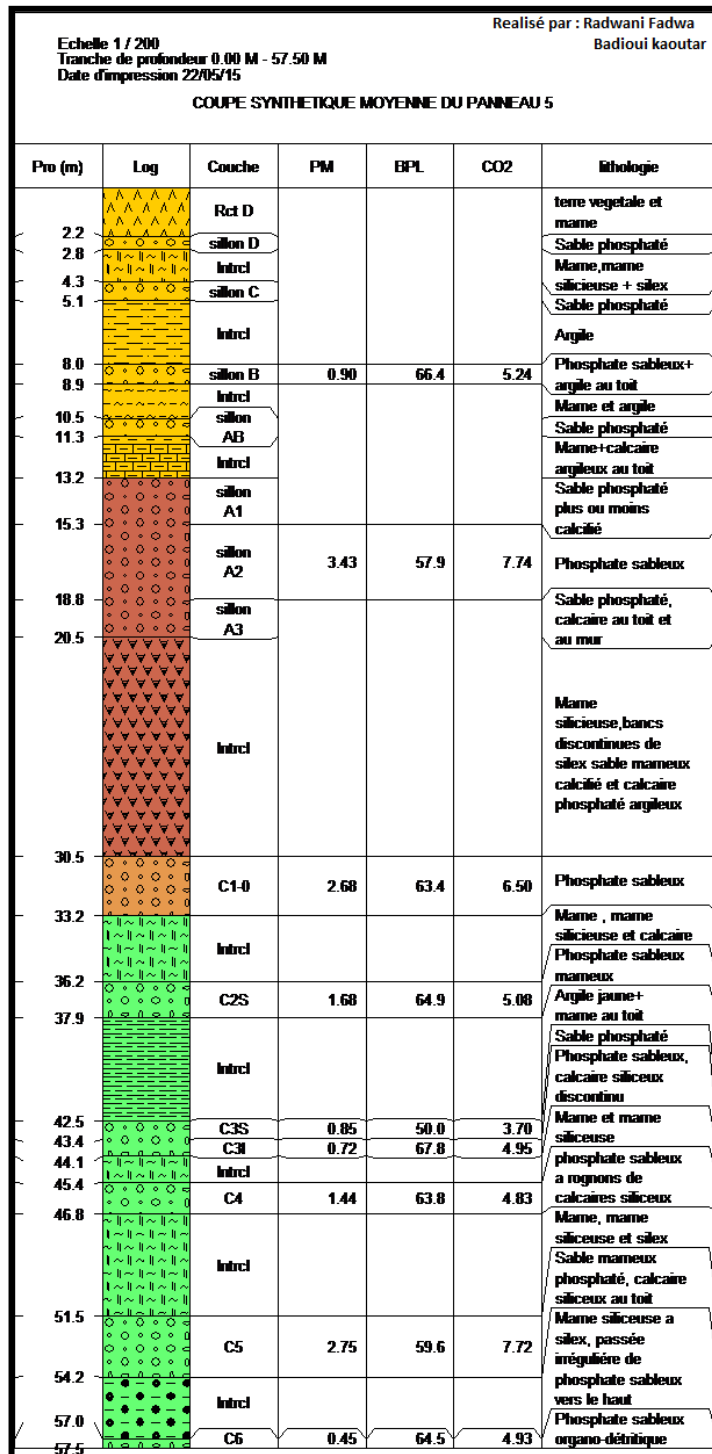 Realisé par : Radwani Fadwa
Badioui kaoutar
Echelle 1 / 200
Tranche de profondeur 0.00 M - 57.50 M
Date d'impression 22/05/15
COUPE SYNTHETIQUE MOYENNE DU PANNEAU 5
Pro (m) Log Couche PM BPL CO2 lithologie
Rct D
terre vegetale et
marne
2.2
sillon D
Sable phosphaté
2.8
Intrcl
Marne,marne
silicieuse + silex
4.3
sillon C
Sable phosphaté
5.1
Intrcl
Argile
8.0
sillon B 0.90 66.4 5.24
Phosphate sableux+
argile au toit
8.9
Intrcl
Marne et argile
10.5
sillon
AB
Sable phosphaté
11.3
Intrcl
Marne+calcaire
argileux au toit
13.2
sillon
A1
Sable phosphaté
plus ou moins
calcifié
15.3
sillon
A2
3.43 57.9 7.74
Phosphate sableux
18.8
sillon
A3
Sable phosphaté,
calcaire au toit et
au mur
20.5
Intrcl
Marne
silicieuse,bancs
discontinues de
silex sable marneux
calcifié et calcaire
phosphaté argileux
30.5
C1-0 2.68 63.4 6.50
Phosphate sableux
33.2
Intrcl
Marne , marne
silicieuse et calcaire
36.2
C2S 1.68 64.9 5.08
Phosphate sableux
marneux
37.9
Intrcl
Argile jaune+
marne au toit
42.5
C3S 0.85 50.0 3.70
Sable phosphaté
43.4
C3I 0.72 67.8 4.95
Phosphate sableux,
calcaire siliceux
discontinu
44.1
Intrcl
Marne et marne
siliceuse
45.4
C4 1.44 63.8 4.83
phosphate sableux
a rognons de
calcaires siliceux
46.8
Intrcl
Marne, marne
siliceuse et silex
51.5
C5 2.75 59.6 7.72
Sable marneux
phosphaté, calcaire
siliceux au toit
54.2
Intrcl
Marne siliceuse a
silex, passée
irréguliére de
phosphate sableux
vers le haut
57.0
C6 0.45 64.5 4.93
Phosphate sableux
organo-détritique
57.5